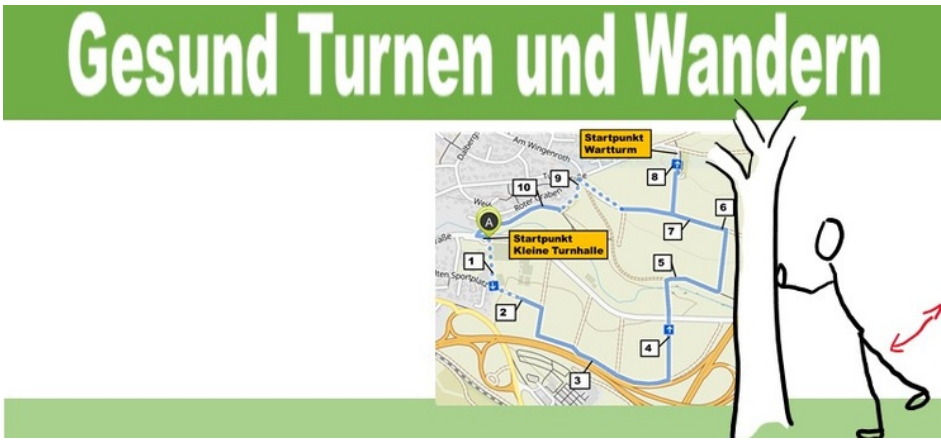 Gesund Turnen und Wandern
Startpunkt
Wartturm
Am Wingenroth
8
9
10
Roter Graben
6
7
A
Startpunkt
Kleine Turnhalle
5
1
2
4
3